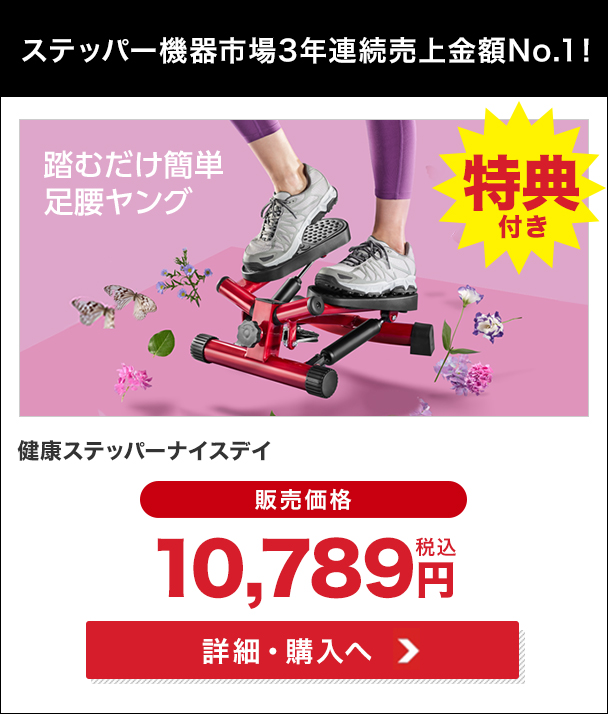 ステッパー機器市場3年連続売上金額No.1！
踏むだけ簡単
足腰ヤング
特典
付き
健康ステッパーナイスデイ
販売価格
10,789円税込
詳細・購入へ